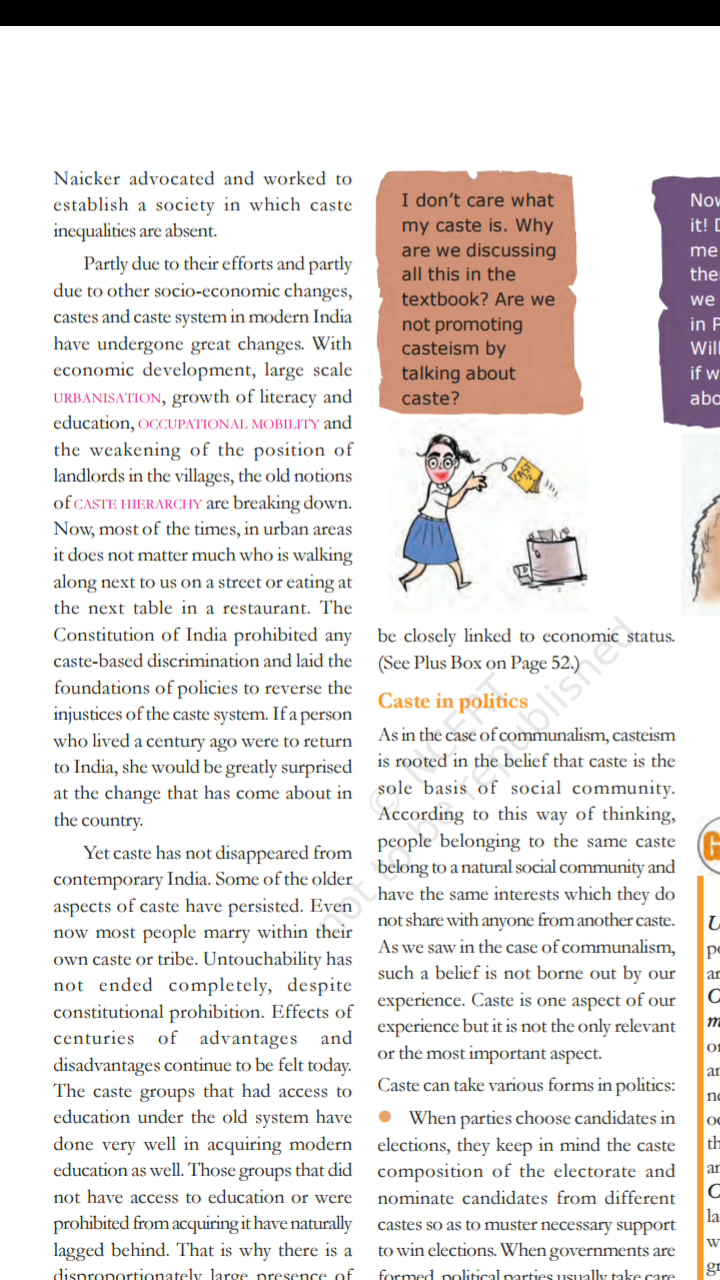 Naicker advocated and worked to
establish a society in which caste
inequalities are absent.
Partly due to their efforts and partly
due to other socio-economic changes,
castes and caste system in modern India
have undergone great changes. With
economic development, large scale
URBANISATION, growth of literacy and
education, OCCUPATIONAL MOBILITY and
the weakening of the position of
landlords in the villages, the old notions
of CASTE HIERARCHY are breaking down.
Now, most of the times, in urban areas
it does not matter much who is walking
along next to us on a street or eating at
the next table in a restaurant. The
Constitution of India prohibited any
caste-based discrimination and laid the
foundations of policies to reverse the
injustices of the caste system. If a person
who lived a century ago were to return
to India, she would be greatly surprised
at the change that has come about in
the country.
Yet caste has not disappeared from
contemporary India. Some of the older
aspects of caste have persisted. Even
now most people marry within their
own caste or tribe. Untouchability has
not ended completely, despite
constitutional prohibition. Effects of
centuries of advantages and
disadvantages continue to be felt today.
The caste groups that had access to
education under the old system have
done very well in acquiring modern
education as well. Those groups that did
not have access to education or were
prohibited from acquiring it have naturally
lagged behind. That is why there is a
disproportionately large presence of
I don't care what
my caste is. Why
are we discussing
all this in the
textbook? Are we
not promoting
casteism by
talking about
caste?
CAST
be closely linked to economic status.
(See Plus Box on Page 52.)
Caste in politics
As in the case of communalism, casteism
is rooted in the belief that caste is the
sole basis of social community.
According to this way of thinking,
people belonging to the same caste
belong to a natural social community and
have the same interests which they do
not share with anyone from another caste.
As we saw in the case of communalism,
such a belief is not borne out by our
experience. Caste is one aspect of our
experience but it is not the only relevant
or the most important aspect.
Caste can take various forms in politics:
● When parties choose candidates in
elections, they keep in mind the caste
composition of the electorate and
nominate candidates from different
castes so as to muster necessary support
to win elections. When governments are
formed, political parties usually take care
© NCERT
not to be republished
it!
me
we
in P
if w